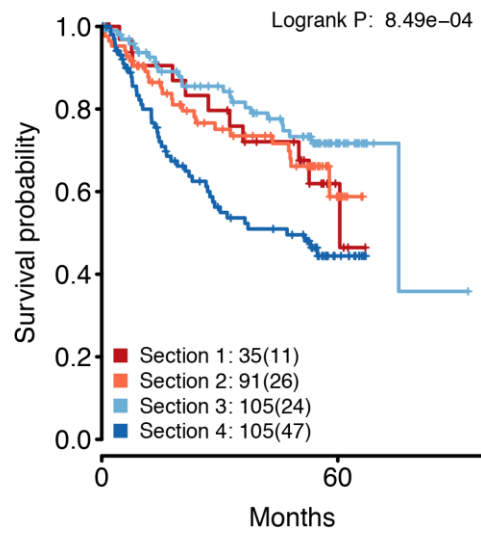 Logrank P: 8.49e−04
1.0
0.8
0.6
0.4
0.2
0.0
Survival probability
Section 1: 35(11)
Section 2: 91(26)
Section 3: 105(24)
Section 4: 105(47)
0
60
Months